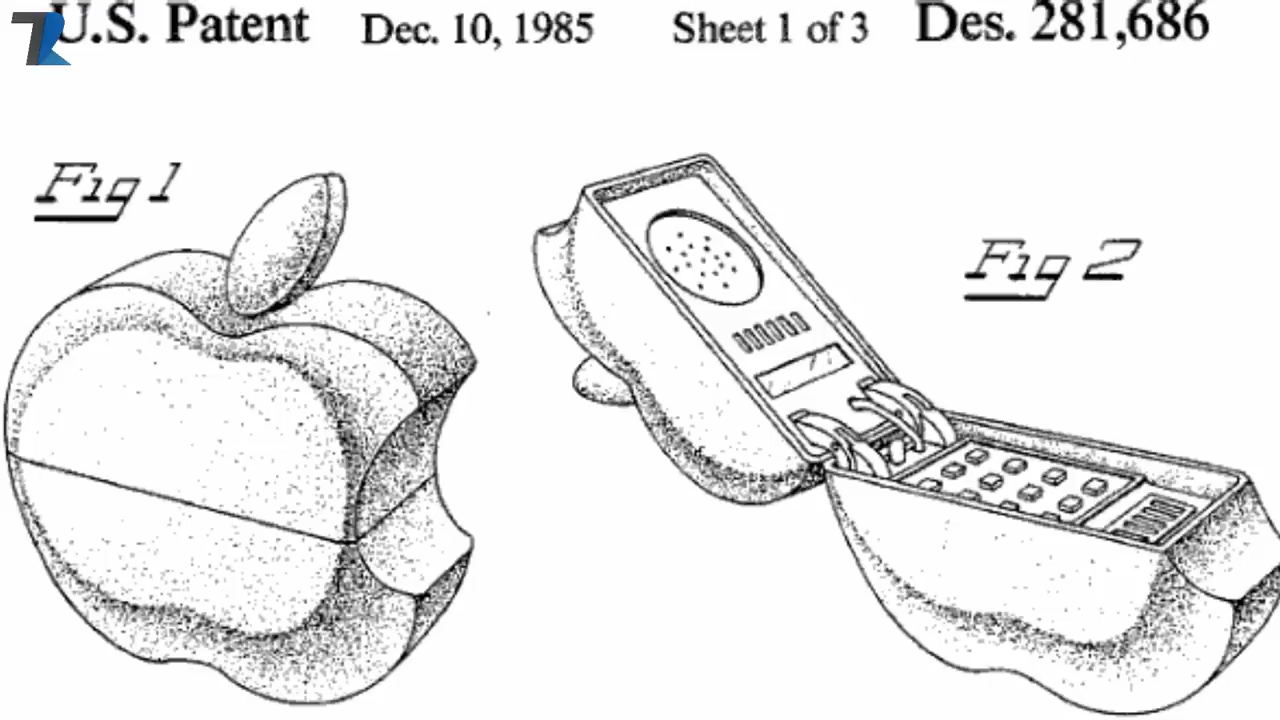 U.S. Patent Dec. 10, 1985 Sheet 1 of 3 Des. 281,686
Fig 1
Fig 2